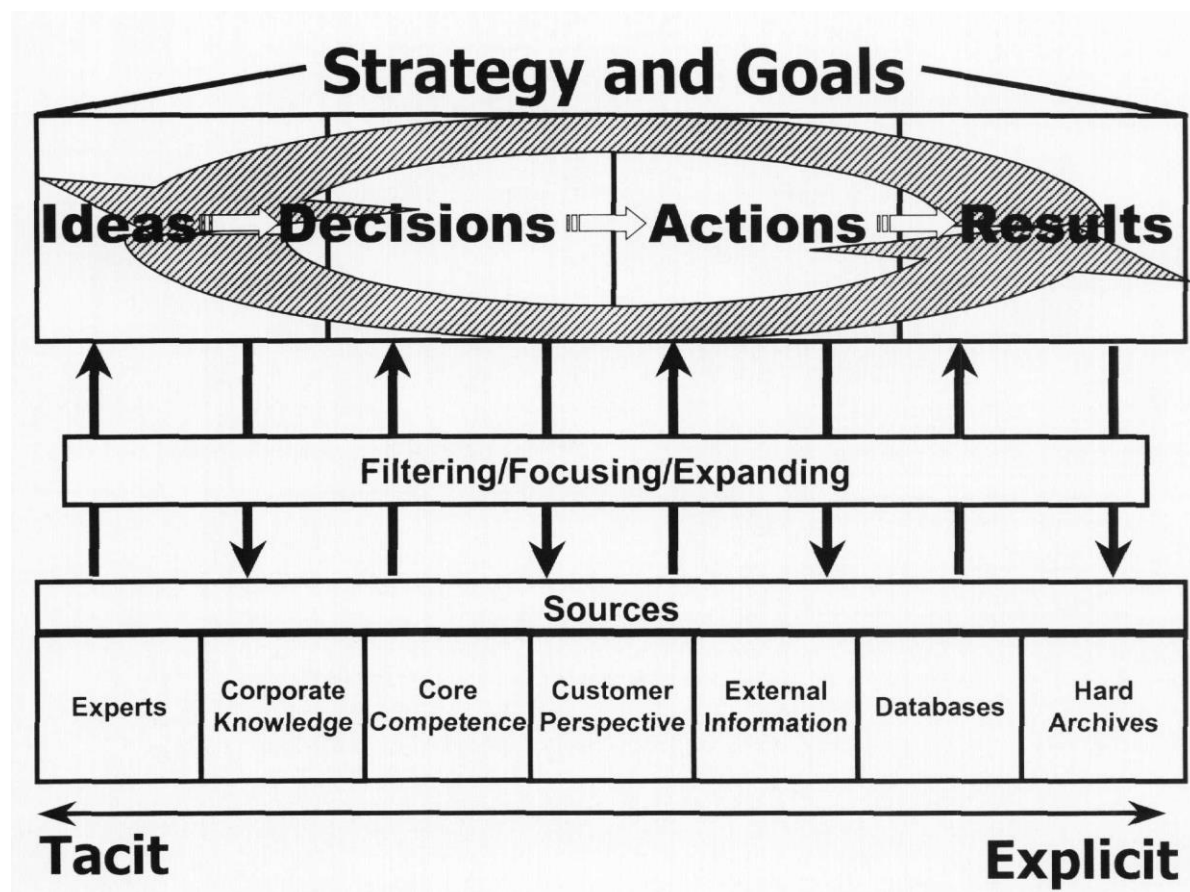 Strategy and Goals
Ideas Decisions Actions Results
Filtering/Focusing/Expanding
Sources
Experts
Corporate
Knowledge
Core
Competence
Customer
Perspective
External
Information
Databases
Hard
Archives
Tacit Explicit